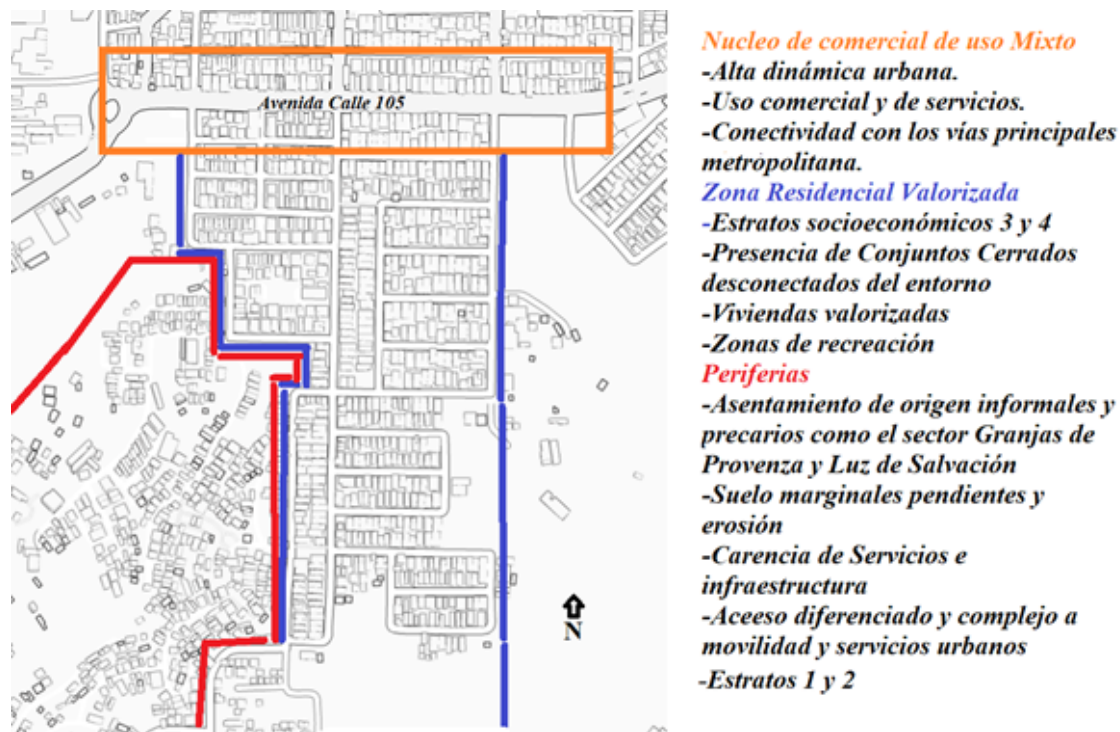 Avenida Calle 105
N
Nucleo de comercial de uso Mixto
-Alta dinámica urbana.
-Uso comercial y de servicios.
-Conectividad con los vías principales
metropolitana.
Zona Residencial Valorizada
-Estratos socioeconómicos 3 y 4
-Presencia de Conjuntos Cerrados
desconectados del entorno
-Viviendas valorizadas
-Zonas de recreación
Periferias
-Asentamiento de origen informales y
precarios como el sector Granjas de
Provenza y Luz de Salvación
-Suelo marginales pendientes y
erosión
-Carencia de Servicios e
infraestructura
-Aceeso diferenciado y complejo a
movilidad y servicios urbanos
-Estratos 1 y 2